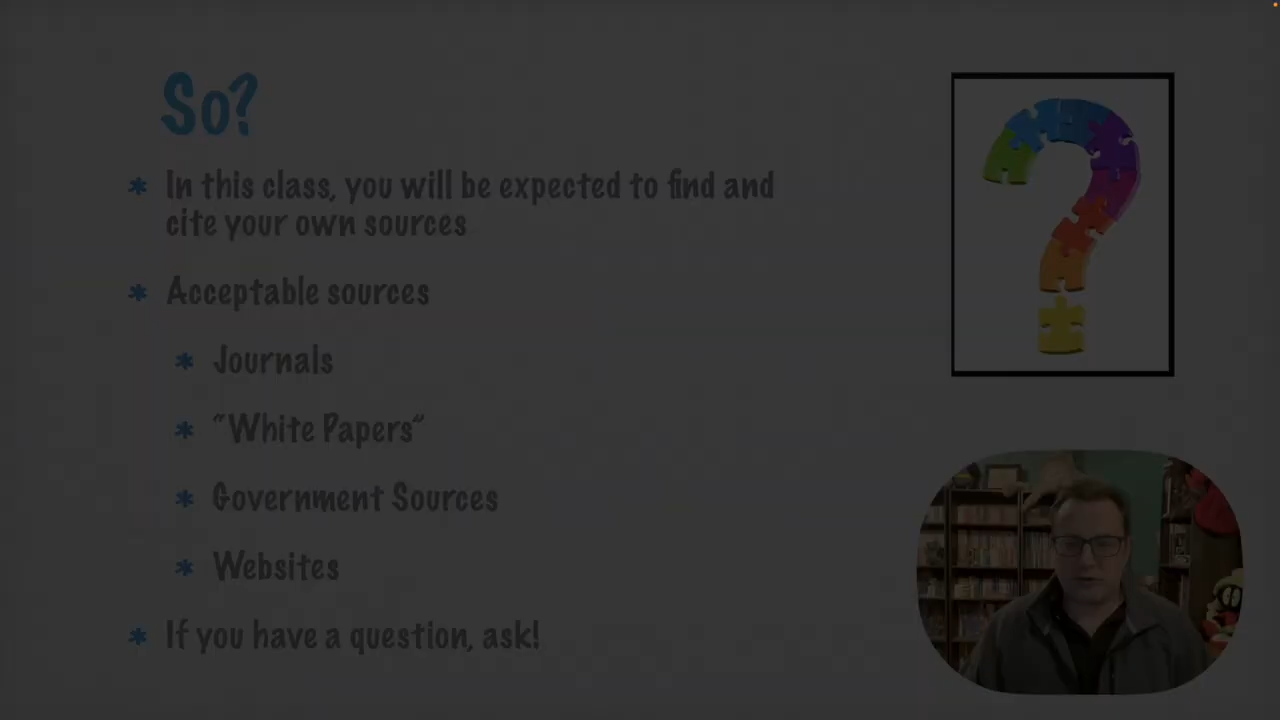 So?
* In this class, you will be expected to find and
cite your own sources
* Acceptable sources
* Journals
* "White Papers"
* Government Sources
* Websites
* If you have a question, ask!